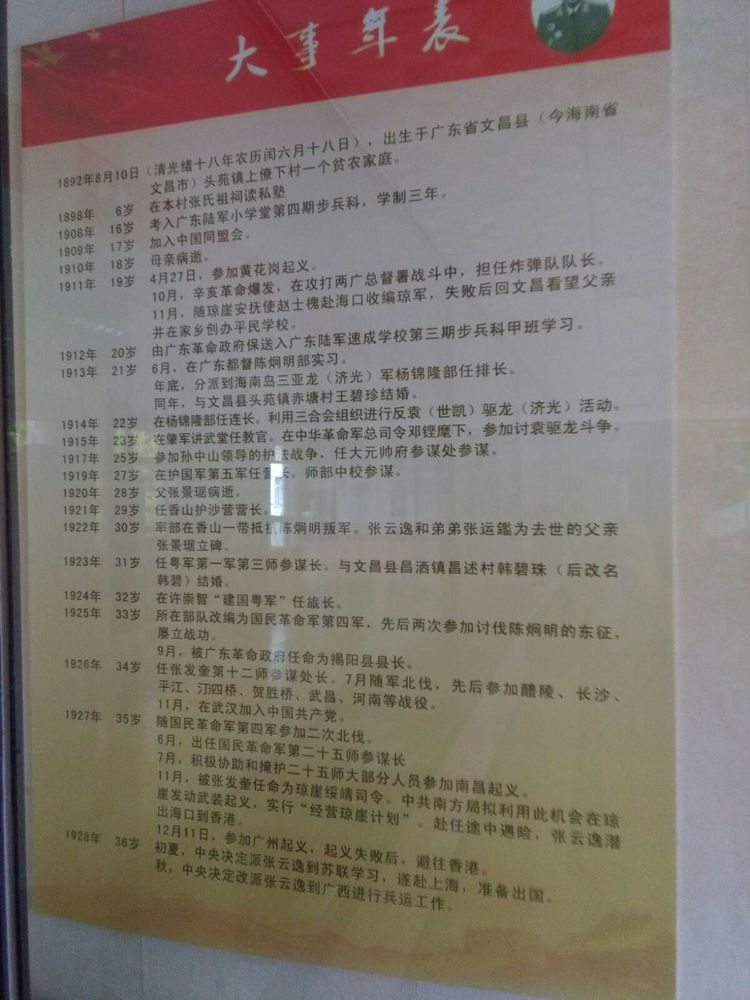 大事年表
1892年8月10日（清光绪十八年农历闰六月十八日），出生于广东省文昌县（今海南省
文昌市）头苑镇上僚下村一个贫农家庭。
1898年 6岁 在本村张氏祖祠读私塾
1908年 16岁 考入广东陆军小学堂第四期步兵科，学制三年。
1909年 17岁 加入中国同盟会。
1910年 18岁 母亲病逝。
1911年 19岁 4月27日，参加黄花岗起义。
10月，辛亥革命爆发，在攻打两广总督署战斗中，担任炸弹队队长。
11月，随琼崖安抚使赵士槐赴海口收编琼军，失败后回文昌看望父亲
并在家乡创办平民学校。
1912年 20岁 由广东革命政府保送入广东陆军速成学校第三期步兵科甲班学习。
1913年 21岁 6月，在广东都督陈炯明部实习。
年底，分派到海南岛三亚龙（济光）军杨锦隆部任排长。
同年，与文昌县头苑镇赤塘村王碧珍结婚。
1914年 22岁 在杨锦隆部任连长。利用三合会组织进行反袁（世凯）驱龙（济光）活动。
1915年 23岁 在肇军讲武堂任教官。在中华革命军总司令邓铿麾下，参加讨袁驱龙斗争。
1917年 25岁 参加孙中山领导的护法战争，任大元帅府参谋处参谋。
1919年 27岁 在护国军第五军任营长，师部中校参谋。
1920年 28岁 父张景琚病逝。
1921年 29岁 任香山护沙营营长。
1922年 30岁 率部在香山一带抵抗陈炯明叛军。张云逸和弟弟张运鑑为去世的父亲
张景琚立碑。
1923年 31岁 任粤军第一军第三师参谋长。与文昌县昌洒镇昌述村韩碧珠（后改名
韩碧）结婚。
1924年 32岁 在许崇智“建国粤军”任旅长。
1925年 33岁 所在部队改编为国民革命军第四军，先后两次参加讨伐陈炯明的东征，
屡立战功。
9月，被广东革命政府任命为揭阳县县长。
1926年 34岁 任张发奎第十二师参谋处长。7月随军北伐，先后参加醴陵、长沙、
平江、汀四桥、贺胜桥、武昌、河南等战役。
11月，在武汉加入中国共产党。
1927年 35岁 随国民革命军第四军参加二次北伐。
6月，出任国民革命军第二十五师参谋长
7月，积极协助和掩护二十五师大部分人员参加南昌起义。
11月，被张发奎任命为琼崖绥靖司令。中共南方局拟利用此机会在琼
崖发动武装起义，实行“经营琼崖计划”。赴任途中遇险，张云逸潜
出海口到香港。
12月11日，参加广州起义，起义失败后，避往香港。
1928年 36岁 初夏，中央决定派张云逸到苏联学习，遂赴上海，准备出国。
秋，中央决定改派张云逸到广西进行兵运工作。